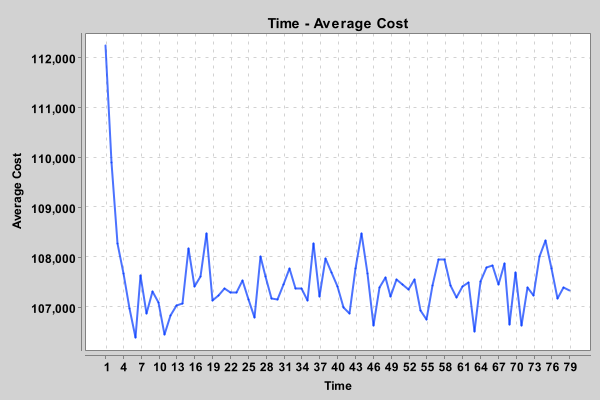 Time - Average Cost
112,000
111,000
110,000
109,000
108,000
107,000
Average Cost
1 4 7 10 13 16 19 22 25 28 31 34 37 40 43 46 49 52 55 58 61 64 67 70 73 76 79
Time